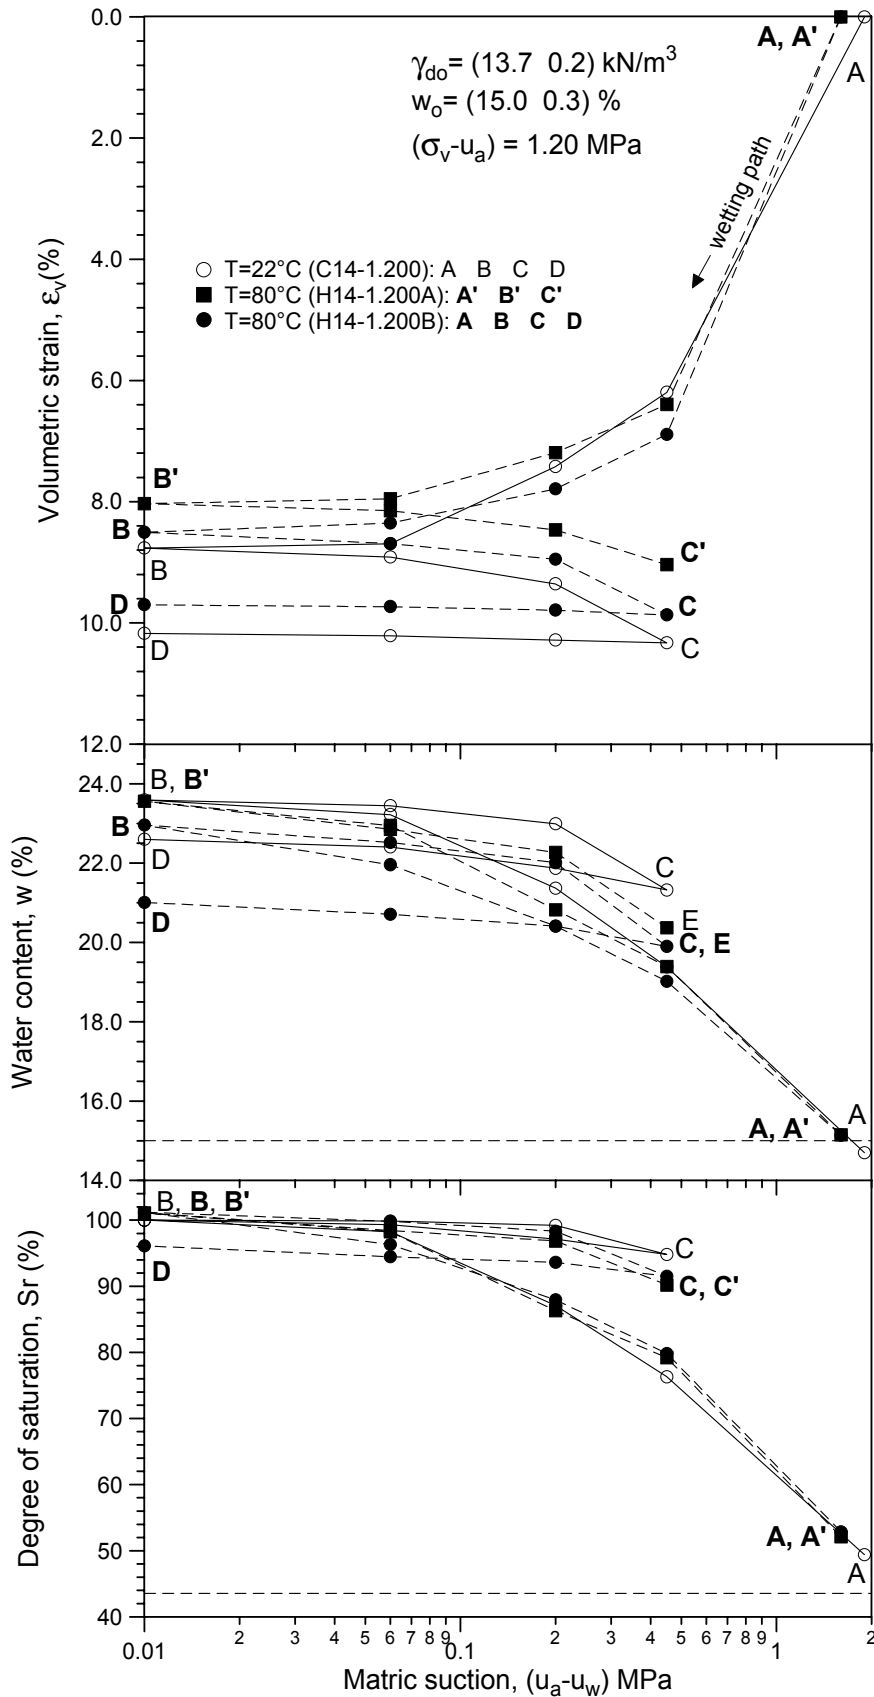 0.0
2.0
4.0
6.0
8.0
10.0
12.0
Volumetric strain, εv(%)
γdo= (13.7 0.2) kN/m³
wo= (15.0 0.3) %
(σv-ua) = 1.20 MPa
A, A'
A
wetting path
T=22°C (C14-1.200): A B C D
T=80°C (H14-1.200A): A' B' C'
T=80°C (H14-1.200B): A B C D
B'
B
B
D
D
C'
C
C
24.0
22.0
20.0
18.0
16.0
14.0
Water content, w (%)
B, B'
B
D
D
C
E
C, E
A, A'
A
100
90
80
70
60
50
40
Degree of saturation, Sr (%)
B, B, B'
D
C
C, C'
A, A'
A
0.01 2 3 4 5 6 7 8 9 0.1 2 3 4 5 6 7 8 9 1 2
Matric suction, (ua-uw) MPa